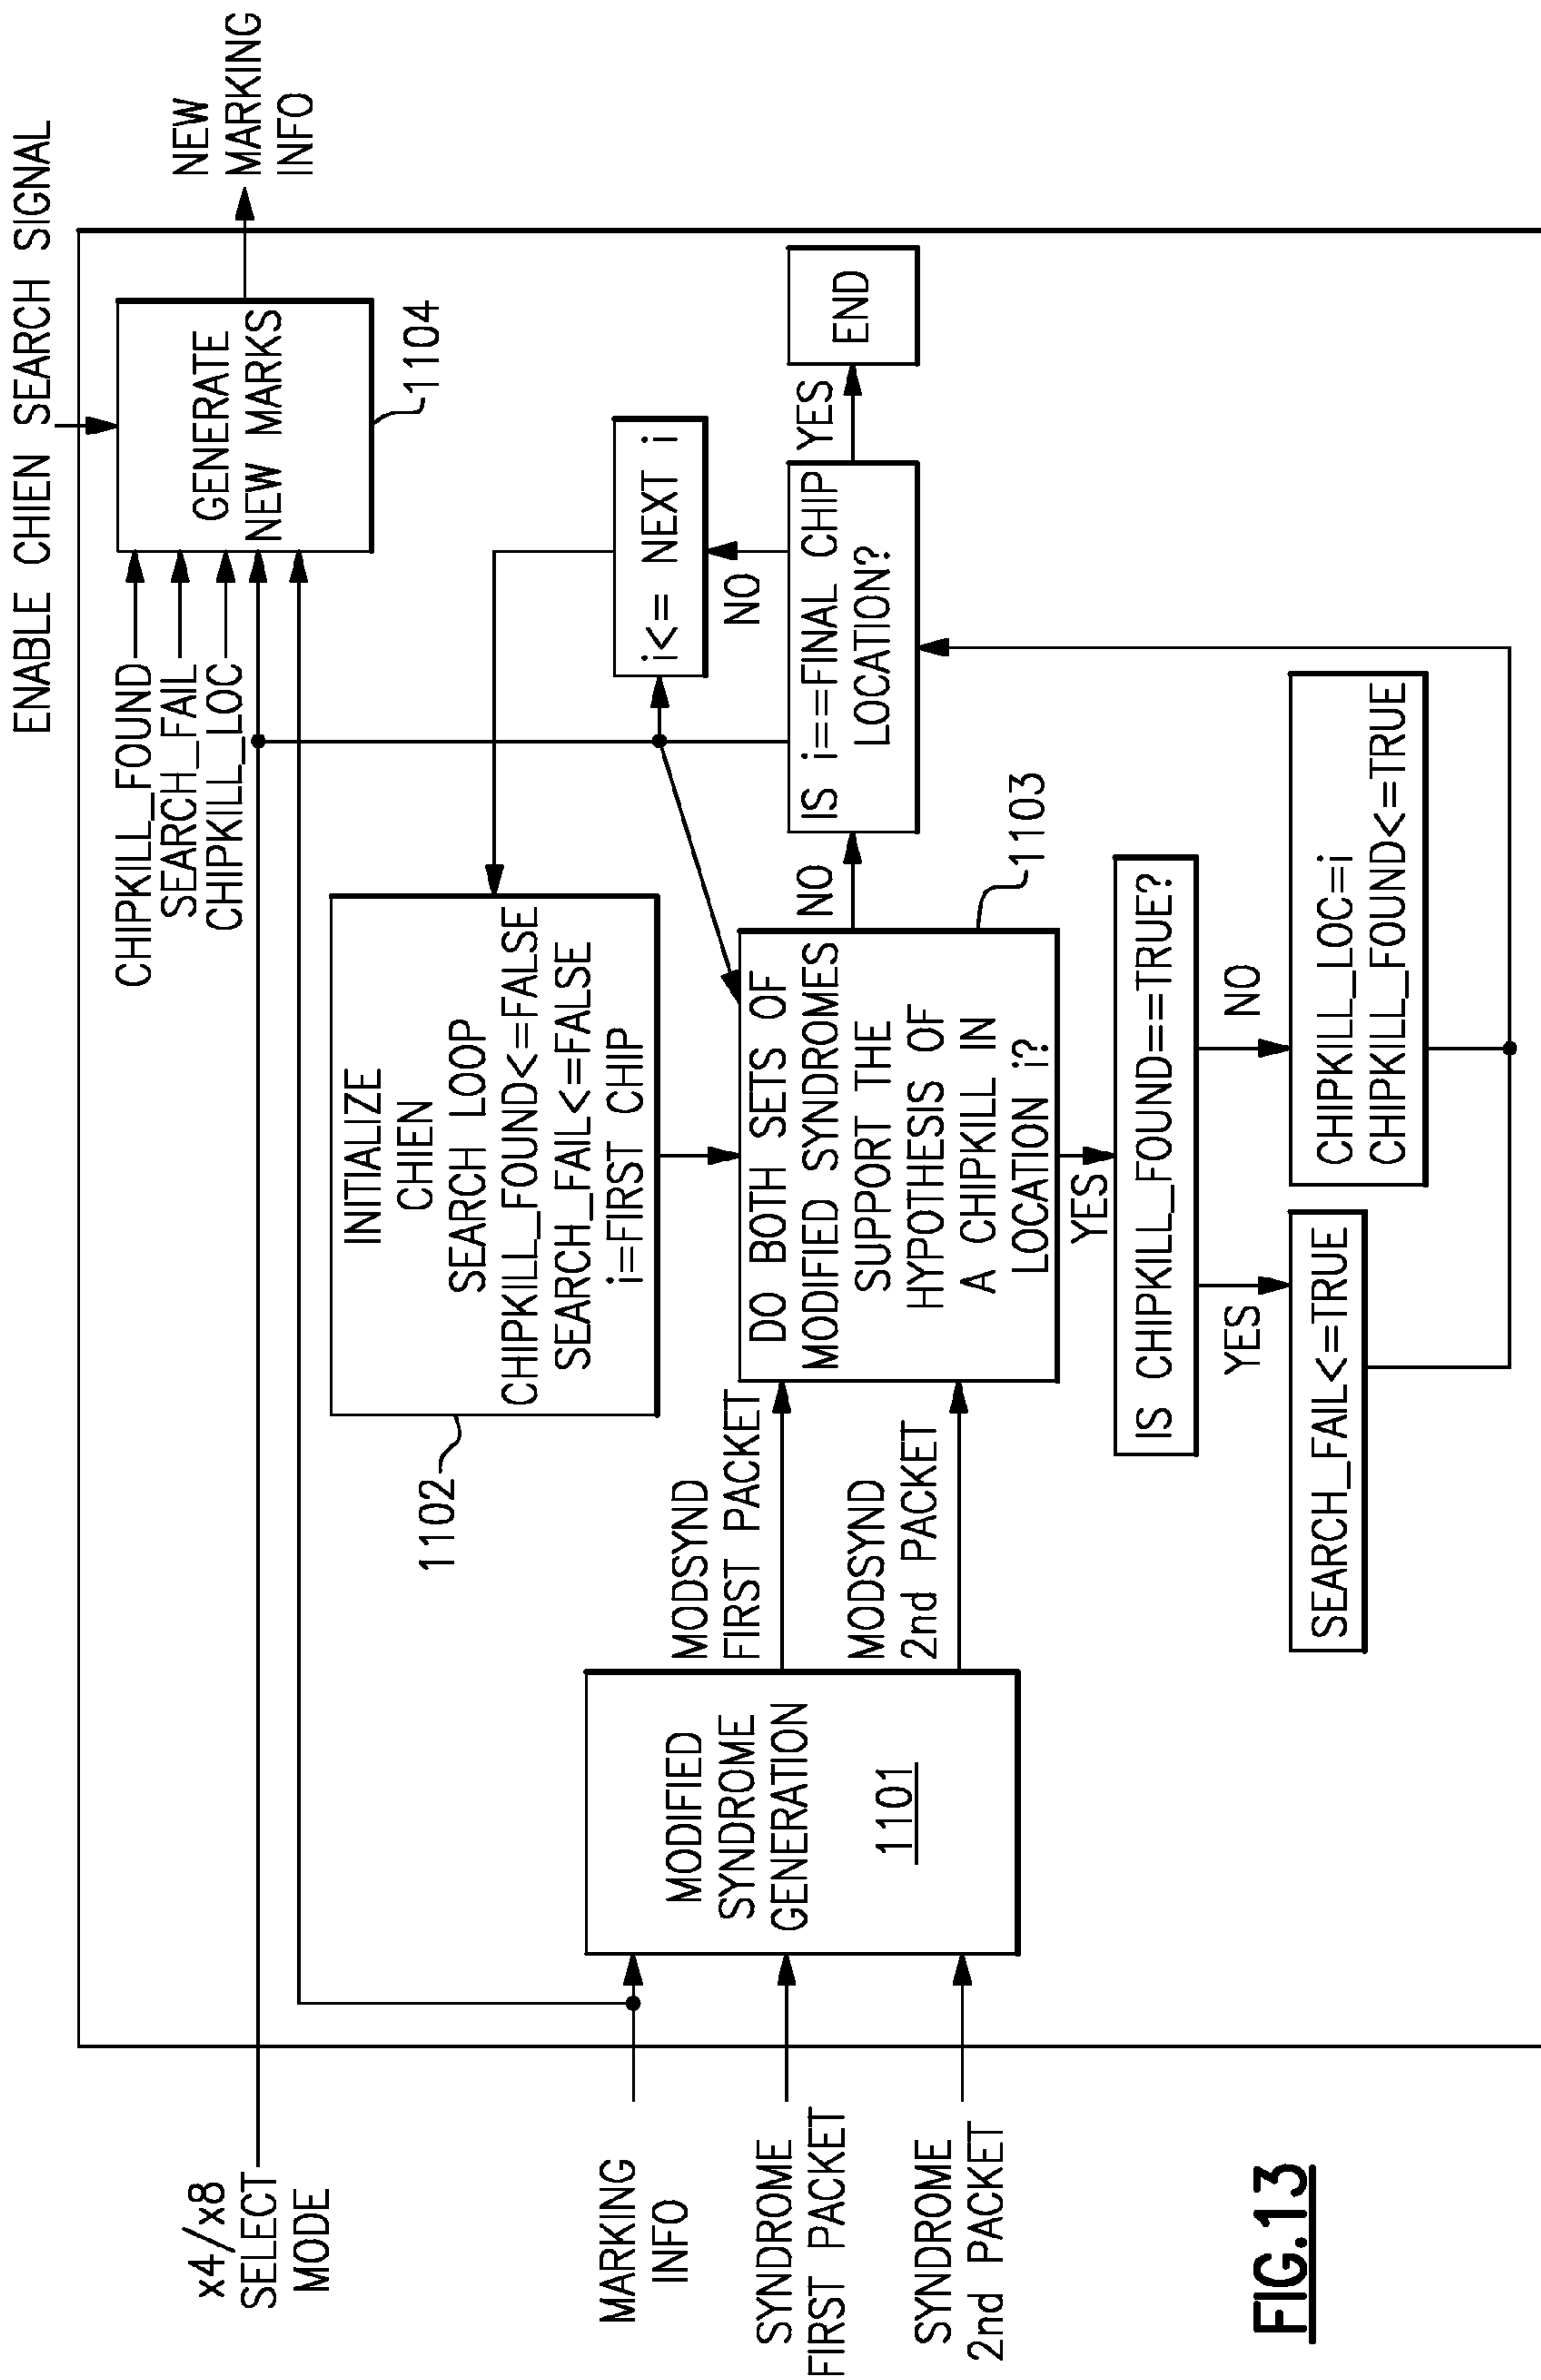 ENABLE CHIEN SEARCH SIGNAL
x4/x8
SELECT
MODE
CHIPKILL_FOUND
SEARCH_FAIL
CHIPKILL_LOC
GENERATE
NEW MARKS
1104
NEW
MARKING
INFO
INITIALIZE
CHIEN
SEARCH LOOP
CHIPKILL_FOUND<=FALSE
SEARCH_FAIL<=FALSE
i=FIRST CHIP
1102
i<= NEXT i
NO
MARKING
INFO
SYNDROME
FIRST PACKET
SYNDROME
2nd PACKET
MODIFIED
SYNDROME
GENERATION
1101
MODSYND
FIRST PACKET
MODSYND
2nd PACKET
DO BOTH SETS OF
MODIFIED SYNDROMES
SUPPORT THE
HYPOTHESIS OF
A CHIPKILL IN
LOCATION i?
1103
NO
IS i==FINAL CHIP
LOCATION?
YES
END
YES
IS CHIPKILL_FOUND==TRUE?
YES
NO
SEARCH_FAIL<=TRUE
CHIPKILL_LOC=i
CHIPKILL_FOUND<=TRUE
FIG.13